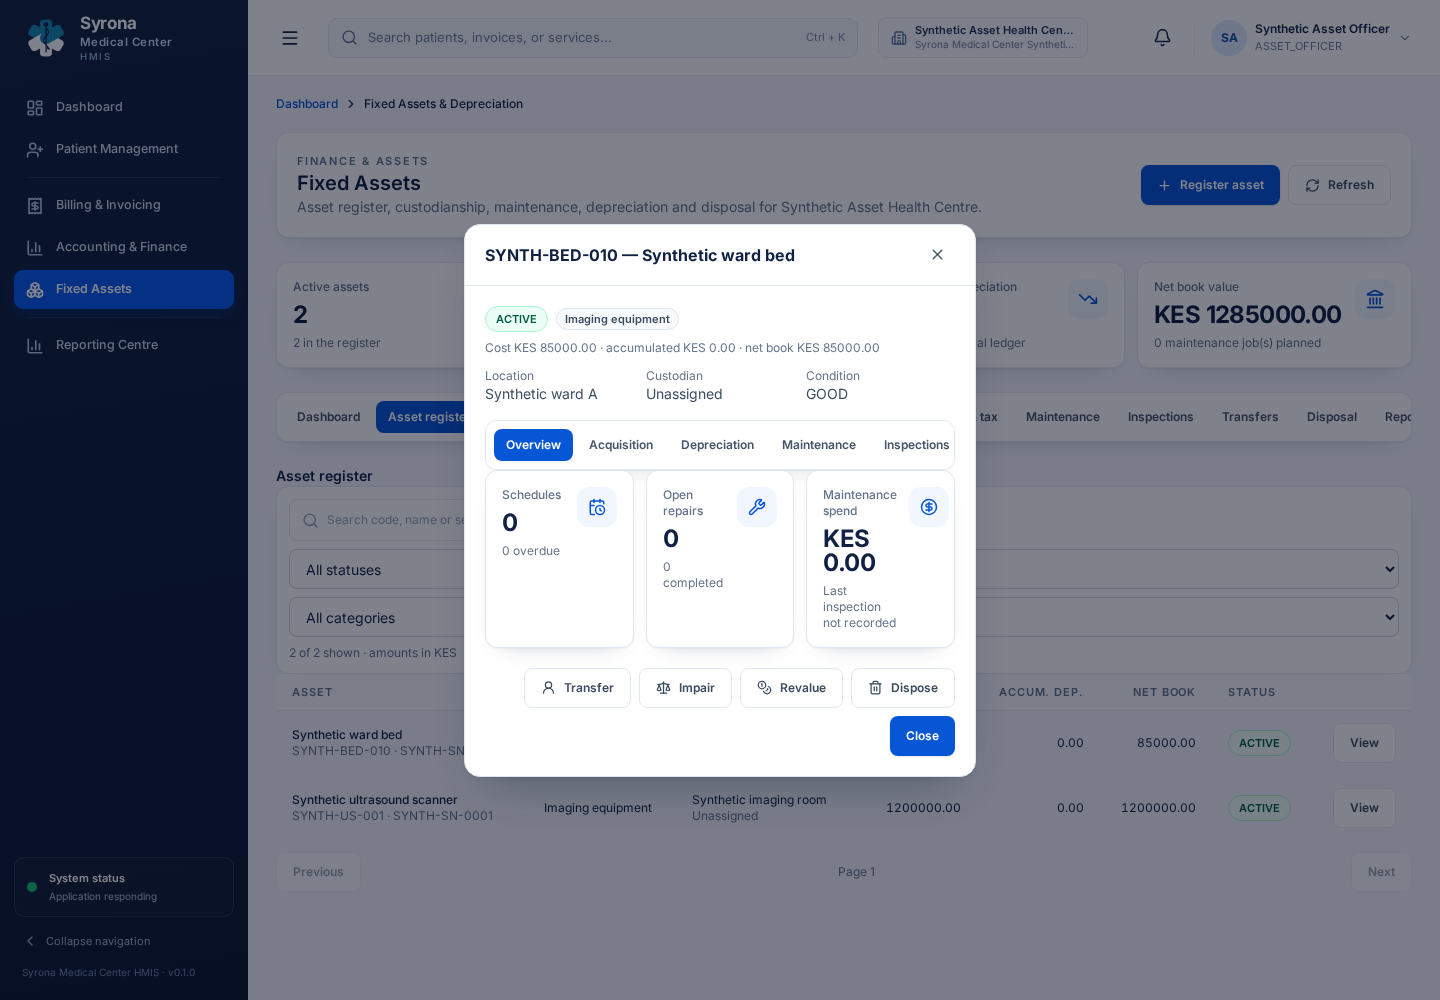 Syrona
Medical Center
HMIS
Dashboard
Patient Management
Billing & Invoicing
Accounting & Finance
Fixed Assets
Reporting Centre
System status
Application responding
Collapse navigation
Syrona Medical Center HMIS · v0.1.0
Search patients, invoices, or services...
Ctrl + K
Synthetic Asset Health Cen...
Syrona Medical Center Syntheti...
SA
Synthetic Asset Officer
ASSET_OFFICER
Dashboard > Fixed Assets & Depreciation
FINANCE & ASSETS
Fixed Assets
Asset register, custodianship, maintenance, depreciation and disposal for Synthetic Asset Health Centre.
Register asset
Refresh
Active assets
2
2 in the register
eciation
al ledger
Net book value
KES 1285000.00
0 maintenance job(s) planned
Dashboard
Asset registe
tax
Maintenance
Inspections
Transfers
Disposal
Repo
Asset register
Search code, name or se
All statuses
All categories
2 of 2 shown · amounts in KES
ASSET
ACCUM. DEP.
NET BOOK
STATUS
Synthetic ward bed
SYNTH-BED-010 · SYNTH-SN
0.00
85000.00
ACTIVE
View
Synthetic ultrasound scanner
SYNTH-US-001 · SYNTH-SN-0001
Imaging equipment
Synthetic imaging room
Unassigned
1200000.00
0.00
1200000.00
ACTIVE
View
Previous
Page 1
Next
SYNTH-BED-010 — Synthetic ward bed
ACTIVE
Imaging equipment
Cost KES 85000.00 · accumulated KES 0.00 · net book KES 85000.00
Location
Synthetic ward A
Custodian
Unassigned
Condition
GOOD
Overview
Acquisition
Depreciation
Maintenance
Inspections
Schedules
0
0 overdue
Open
repairs
0
0
completed
Maintenance
spend
KES
0.00
Last
inspection
not recorded
Transfer
Impair
Revalue
Dispose
Close